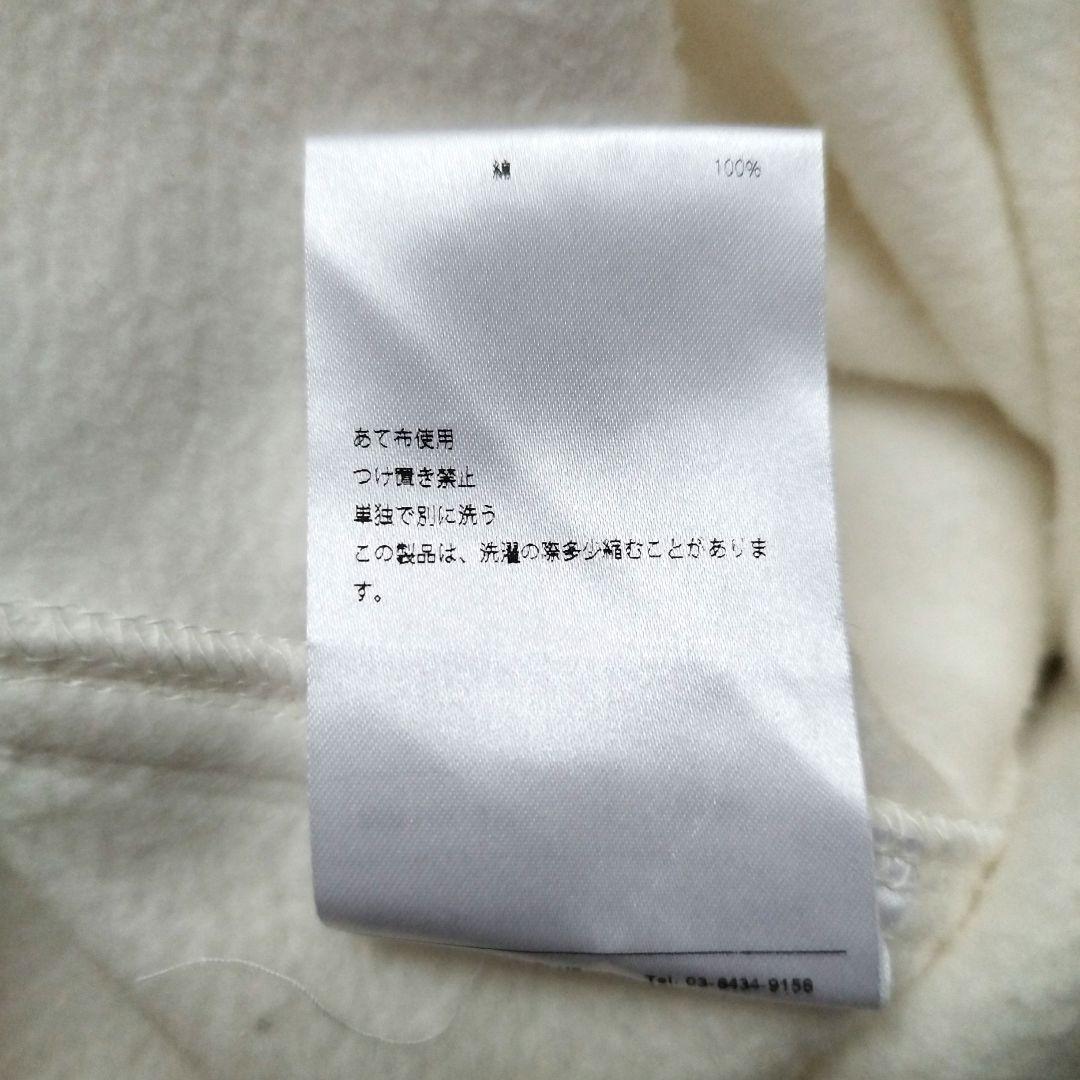 綿 100%
あて布使用
つけ置き禁止
単独で別に洗う
この製品は、洗濯の際多少縮むことがありま
す。
Tel. 03-6434-9156